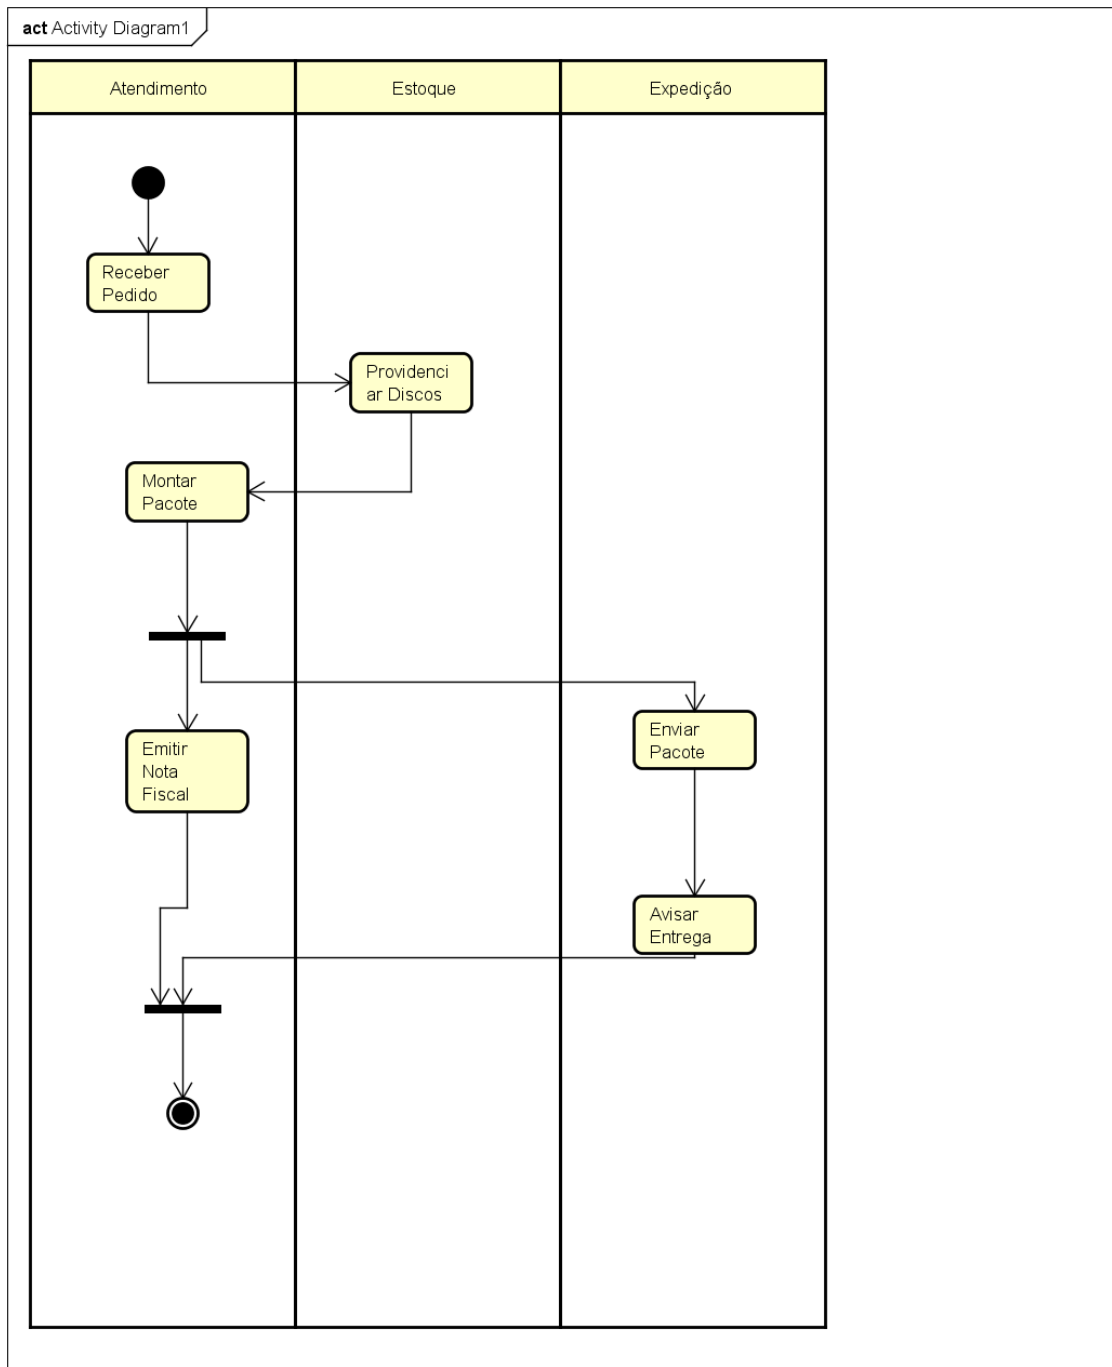 act Activity Diagram1
Atendimento
Estoque
Expedição
Receber
Pedido
Providenci
ar Discos
Montar
Pacote
Enviar
Pacote
Emitir
Nota
Fiscal
Avisar
Entrega